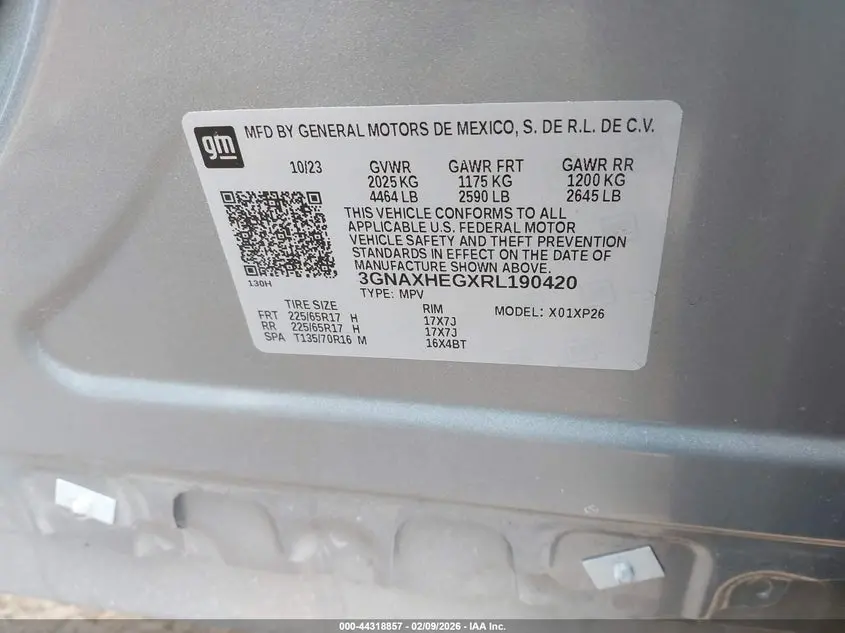 gm
MFD BY GENERAL MOTORS DE MEXICO, S. DE R.L. DE C.V.
10/23 GVWR GAWR FRT GAWR RR
2025 KG 1175 KG 1200 KG
4464 LB 2590 LB 2645 LB
THIS VEHICLE CONFORMS TO ALL
APPLICABLE U.S. FEDERAL MOTOR
VEHICLE SAFETY AND THEFT PREVENTION
STANDARDS IN EFFECT ON THE DATE OF
MANUFACTURE SHOWN ABOVE.
130H
3GNAXHEGXRL190420
TYPE: MPV
TIRE SIZE RIM MODEL: X01XP26
FRT 225/65R17 H 17X7J
RR 225/65R17 H 17X7J
SPA T135/70R16 M 16X4BT
000-44318857 - 02/09/2026 - IAA Inc.